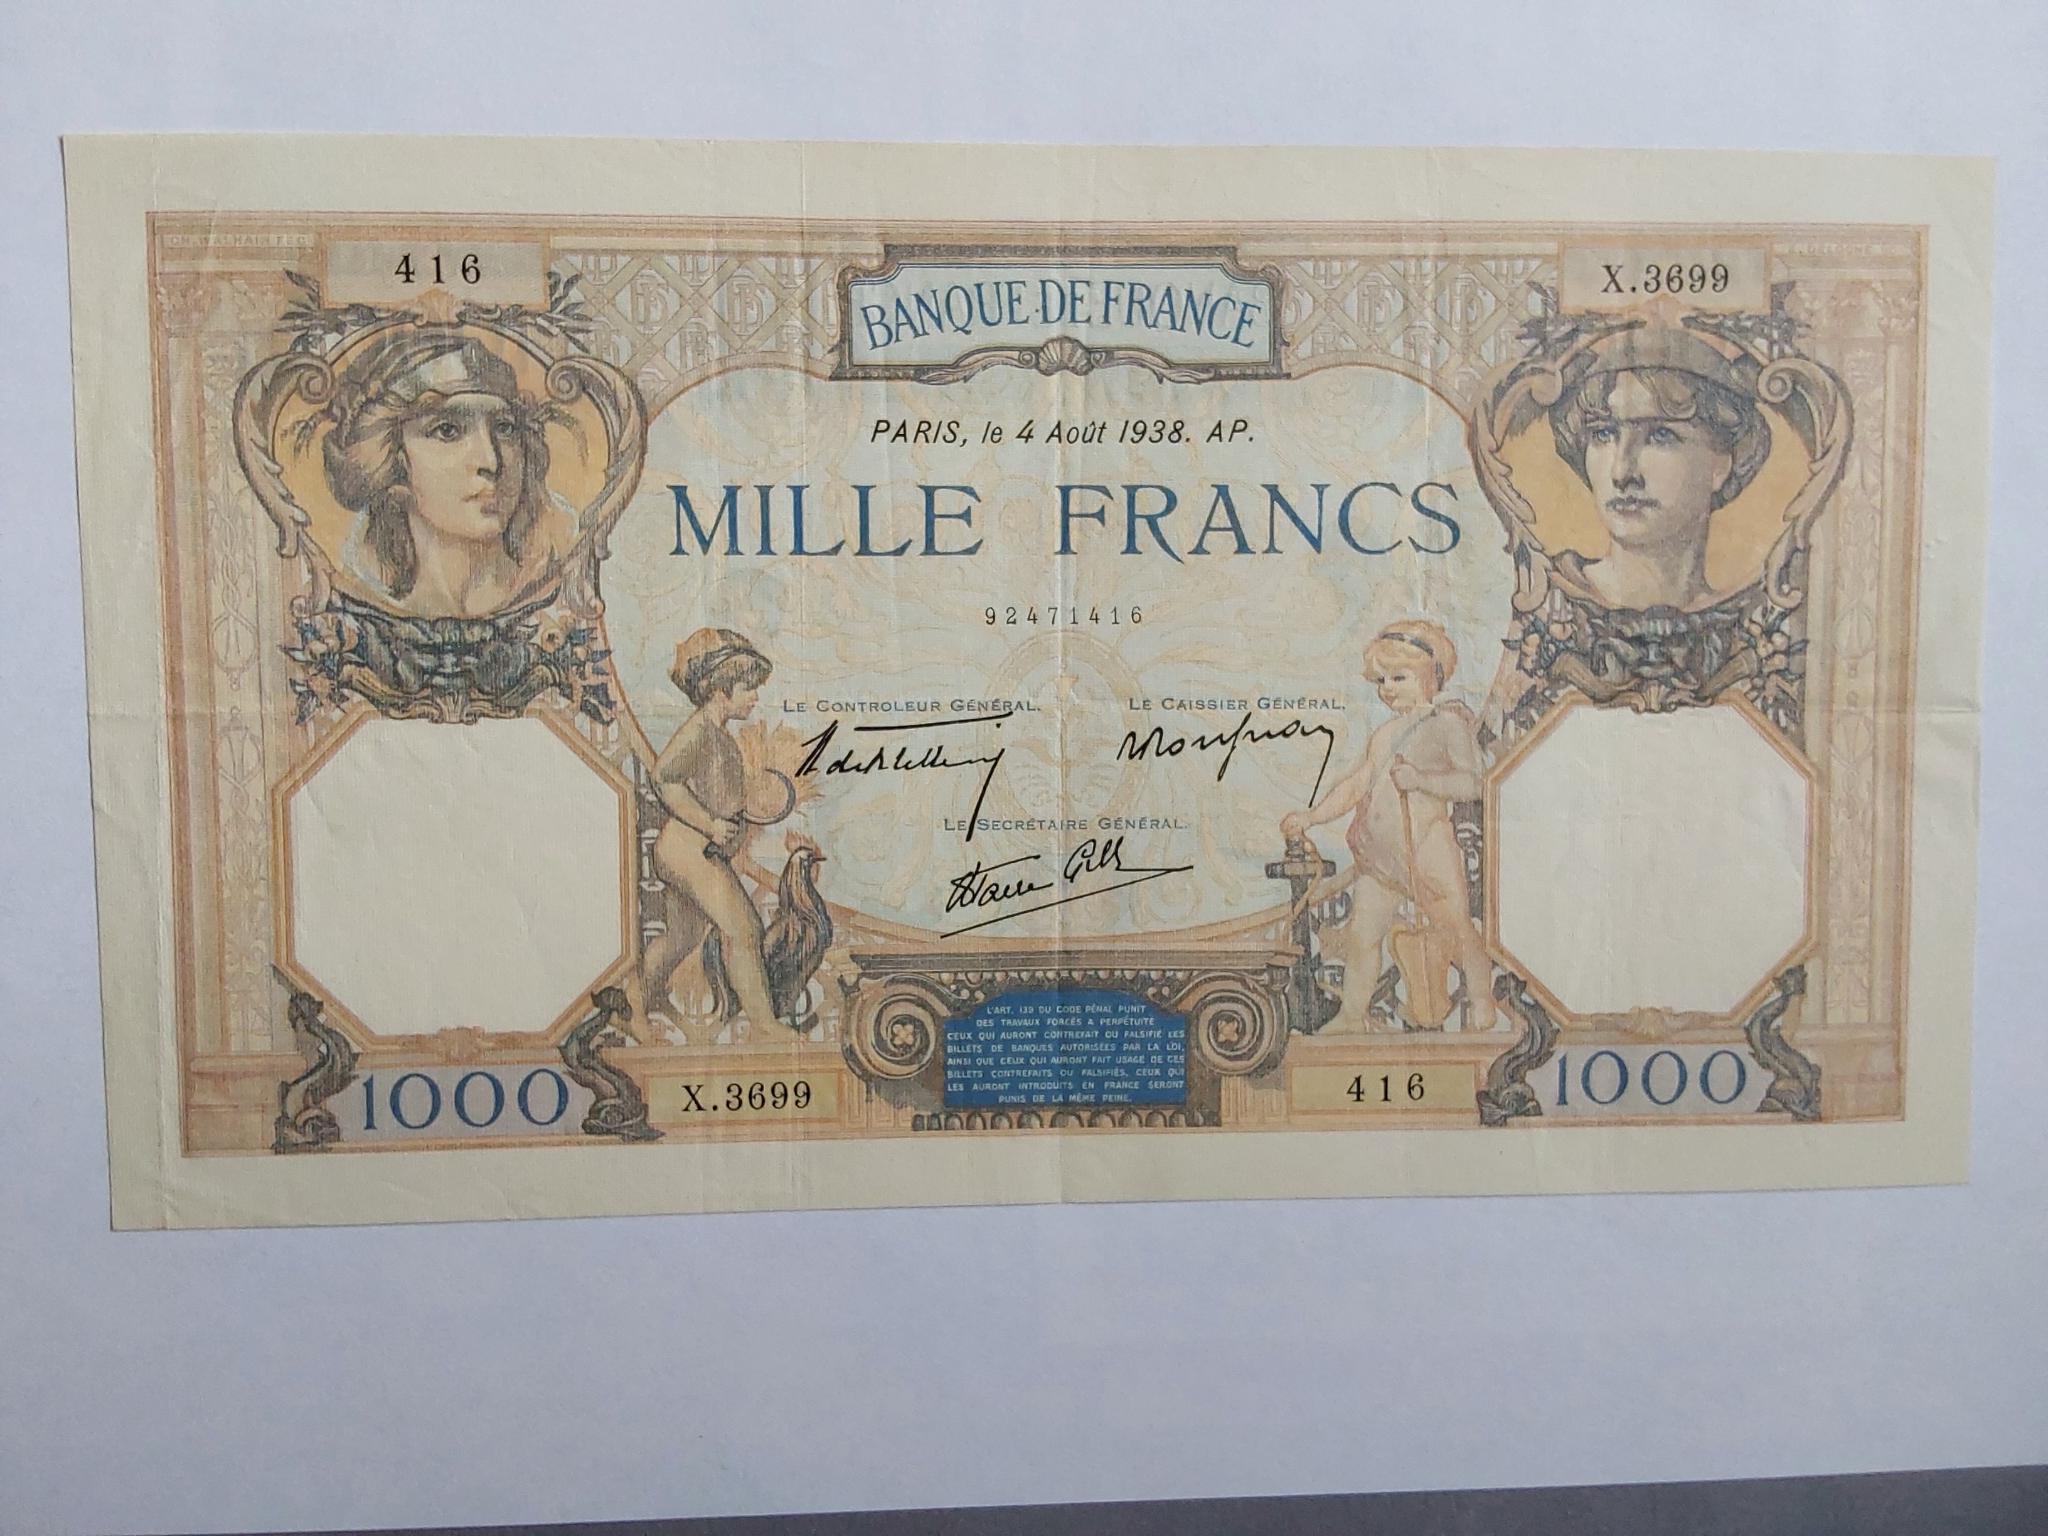 CH. WALHAIN FEC.
416
BANQUE·DE FRANCE
X.3699
PARIS, le 4 Août 1938. AP.
MILLE FRANCS
92471416
LE CONTROLEUR GÉNÉRAL.
LE CAISSIER GÉNÉRAL,
LE SECRÉTAIRE GÉNÉRAL.
L'ART. 139 DU CODE PÉNAL PUNIT
DES TRAVAUX FORCÉS A PERPÉTUITÉ
CEUX QUI AURONT CONTREFAIT OU FALSIFIÉ LES
BILLETS DE BANQUES AUTORISÉES PAR LA LOI,
AINSI QUE CEUX QUI AURONT FAIT USAGE DE CES
BILLETS CONTREFAITS OU FALSIFIÉS, CEUX QUI
LES AURONT INTRODUITS EN FRANCE SERONT
PUNIS DE LA MÊME PEINE.
1000
X.3699
416
1000